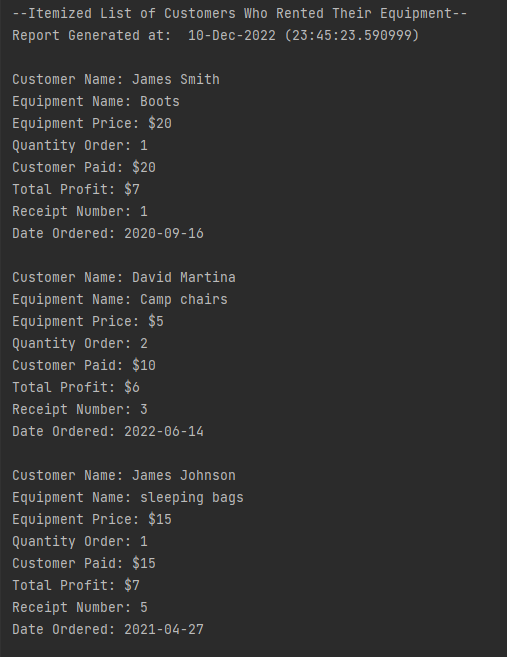 --Itemized List of Customers Who Rented Their Equipment--
Report Generated at:  10-Dec-2022 (23:45:23.590999)

Customer Name: James Smith
Equipment Name: Boots
Equipment Price: $20
Quantity Order: 1
Customer Paid: $20
Total Profit: $7
Receipt Number: 1
Date Ordered: 2020-09-16

Customer Name: David Martina
Equipment Name: Camp chairs
Equipment Price: $5
Quantity Order: 2
Customer Paid: $10
Total Profit: $6
Receipt Number: 3
Date Ordered: 2022-06-14

Customer Name: James Johnson
Equipment Name: sleeping bags
Equipment Price: $15
Quantity Order: 1
Customer Paid: $15
Total Profit: $7
Receipt Number: 5
Date Ordered: 2021-04-27